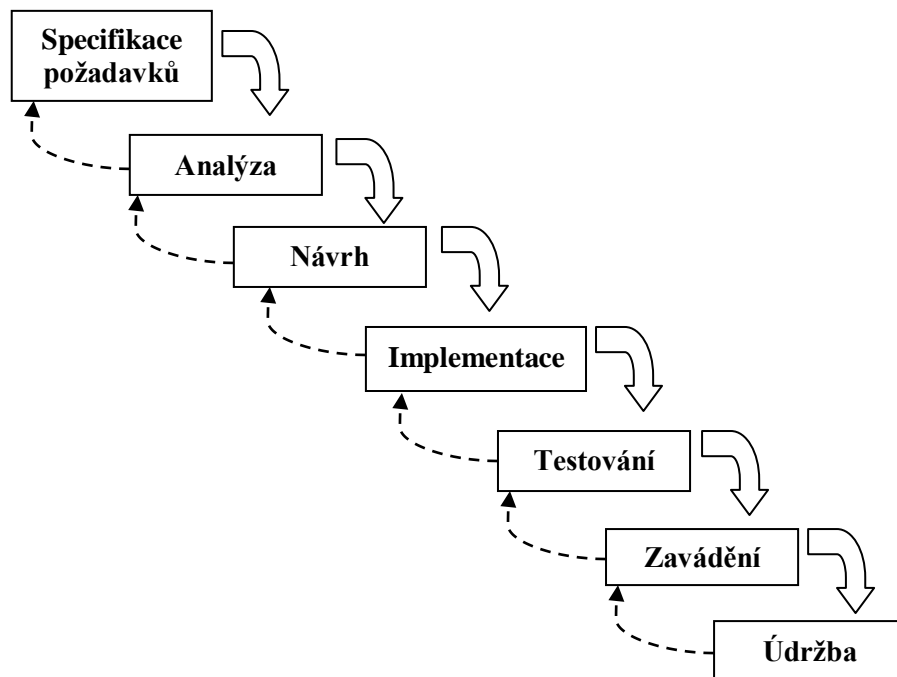 Specifikace
požadavků
Analýza
Návrh
Implementace
Testování
Zavádění
Údržba